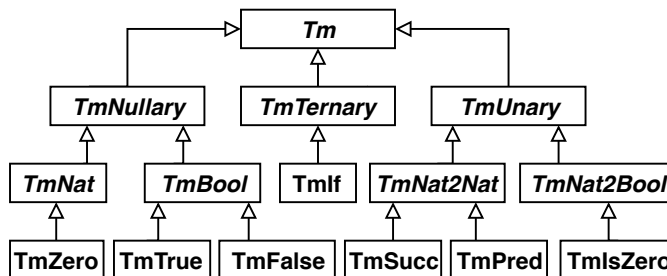 Tm
TmNullary TmTernary TmUnary
TmNat TmBool TmIf TmNat2Nat TmNat2Bool
TmZero TmTrue TmFalse TmSucc TmPred TmIsZero